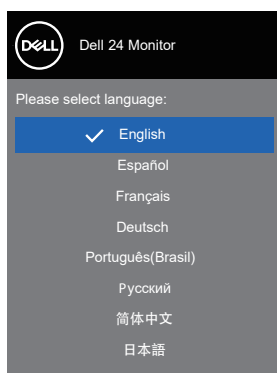 DELL Dell 24 Monitor
Please select language:
English
Español
Français
Deutsch
Português(Brasil)
Русский
简体中文
日本語